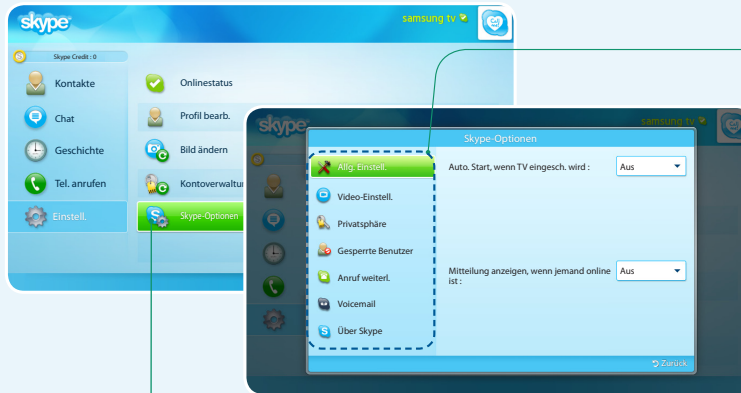 skype
samsung tv
Skype Credit : 0
Kontakte
Chat
Geschichte
Tel. anrufen
Einstell.
Onlinestatus
Profil bearb.
Bild ändern
Kontoverwaltu
Skype-Optionen
skype
samsung tv
Skype-Optionen
Allg. Einstell.
Video-Einstell.
Privatsphäre
Gesperrte Benutzer
Anruf weiterl.
Voicemail
Über Skype
Auto. Start, wenn TV eingesch. wird :
Aus
Mitteilung anzeigen, wenn jemand online
ist :
Aus
Zurück